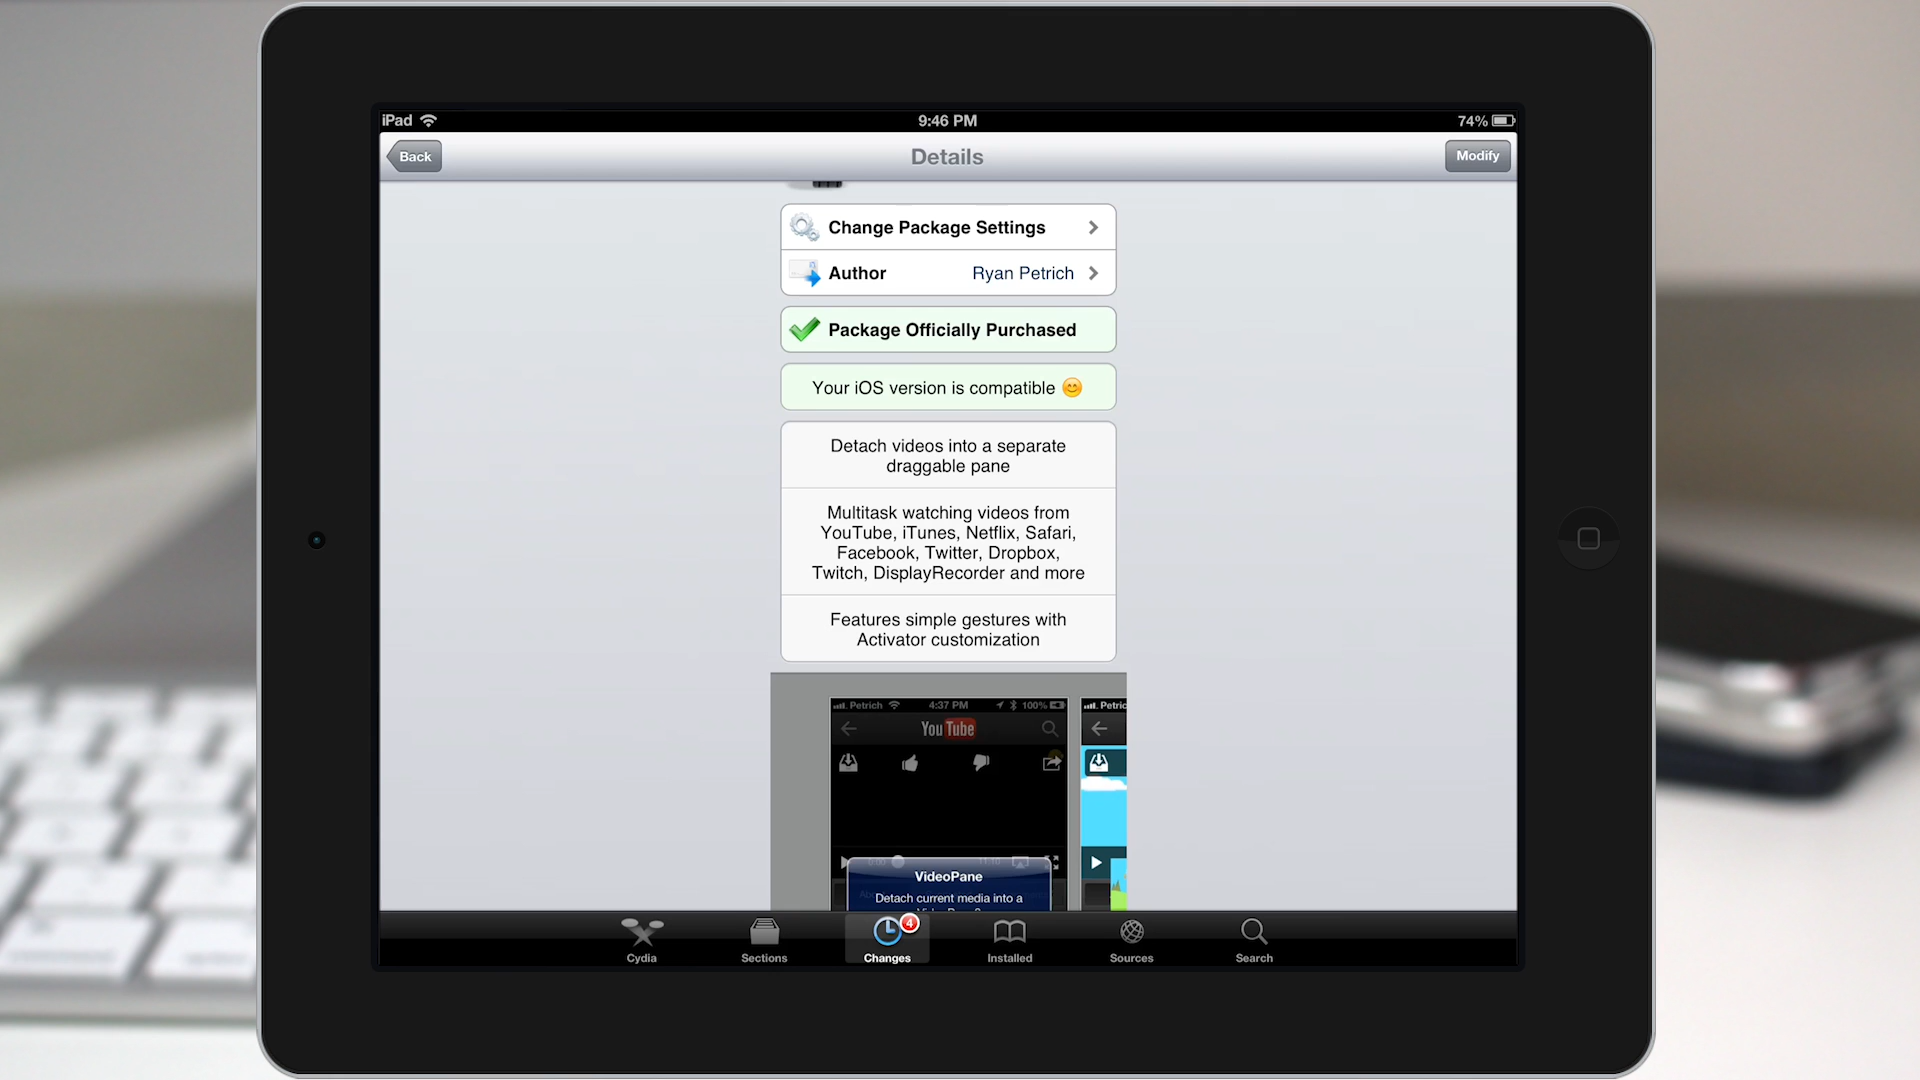 iPad
9:46 PM
74%
Back
Details
Modify
Change Package Settings
Author
Ryan Petrich
Package Officially Purchased
Your iOS version is compatible 😊
Detach videos into a separate
draggable pane
Multitask watching videos from
YouTube, iTunes, Netflix, Safari,
Facebook, Twitter, Dropbox,
Twitch, DisplayRecorder and more
Features simple gestures with
Activator customization
Petrich
4:37 PM
100%
Petric
YouTube
VideoPane
Detach current media into a
4
Cydia
Sections
Changes
Installed
Sources
Search